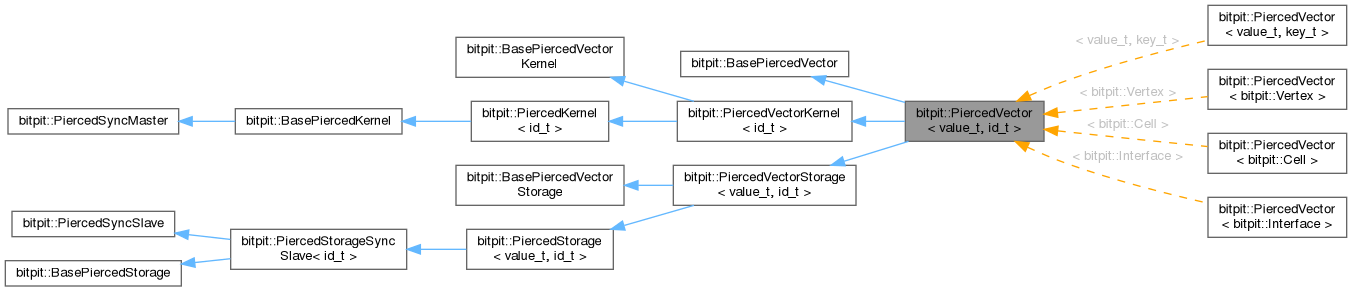 bitpit::PiercedSyncMaster
bitpit::BasePiercedKernel
bitpit::BasePiercedVector
Kernel
bitpit::PiercedKernel
< id_t >
bitpit::BasePiercedVector
bitpit::PiercedVectorKernel
< id_t >
bitpit::PiercedSyncSlave
bitpit::BasePiercedStorage
bitpit::PiercedStorageSync
Slave< id_t >
bitpit::BasePiercedVector
Storage
bitpit::PiercedStorage
< value_t, id_t >
bitpit::PiercedVectorStorage
< value_t, id_t >
bitpit::PiercedVector
< value_t, id_t >
< value_t, key_t >
< bitpit::Vertex >
< bitpit::Cell >
< bitpit::Interface >
bitpit::PiercedVector
< value_t, key_t >
bitpit::PiercedVector
< bitpit::Vertex >
bitpit::PiercedVector
< bitpit::Cell >
bitpit::PiercedVector
< bitpit::Interface >